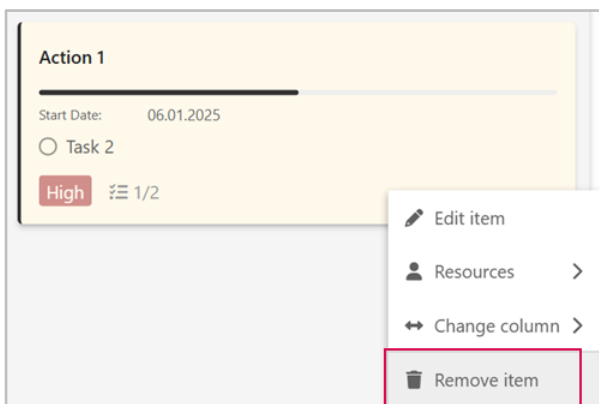 Action 1
Start Date: 06.01.2025
Task 2
High 1/2
Edit item
Resources
Change column
Remove item